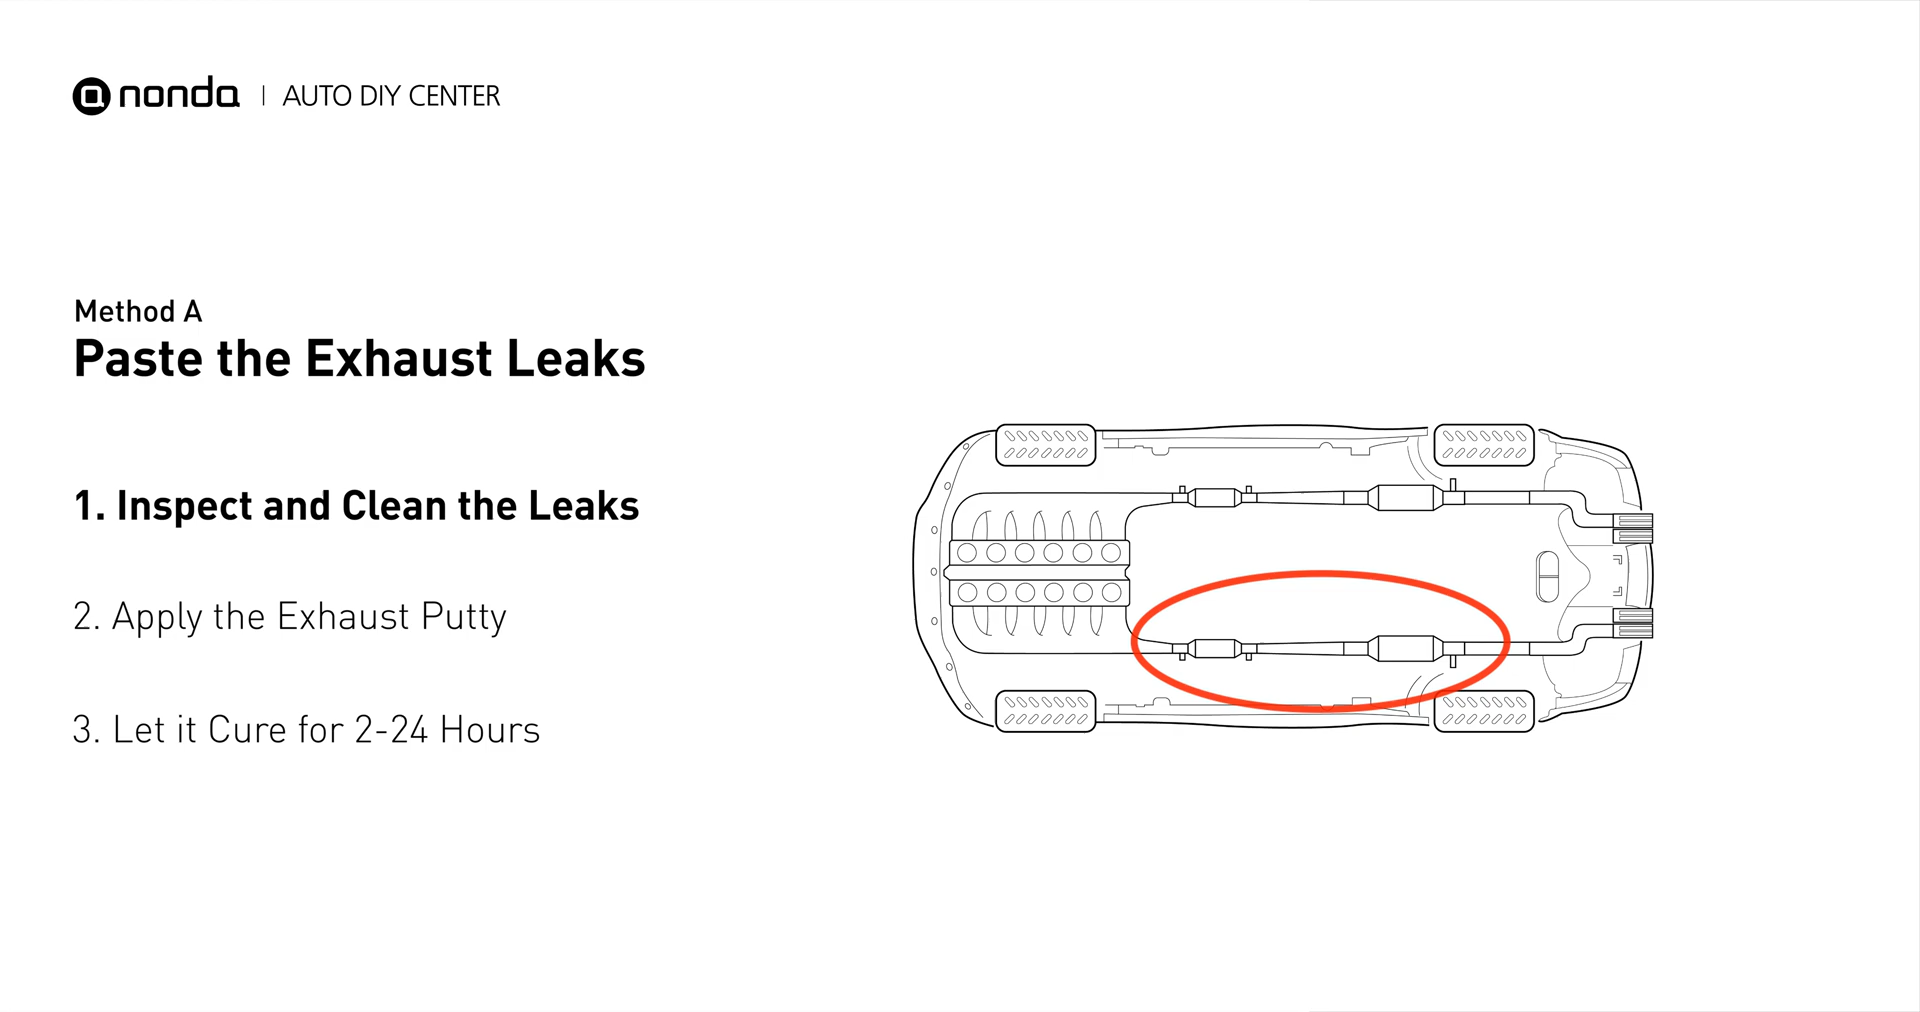 nonda | AUTO DIY CENTER
Method A
Paste the Exhaust Leaks
1. Inspect and Clean the Leaks
2. Apply the Exhaust Putty
3. Let it Cure for 2-24 Hours